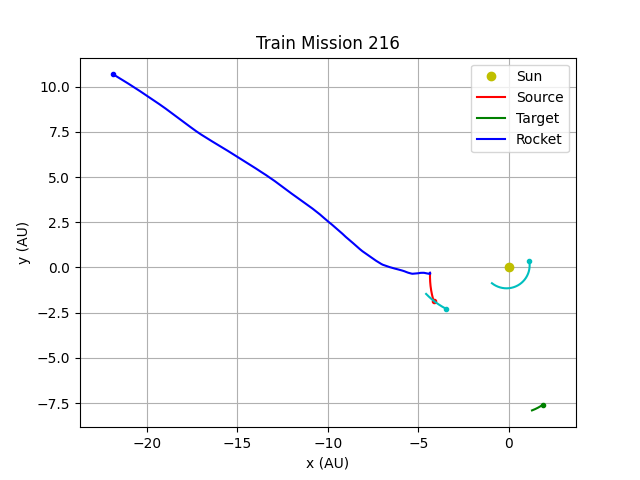 Train Mission 216
Sun
Source
Target
Rocket
10.0
7.5
5.0
2.5
0.0
−2.5
−5.0
−7.5
y (AU)
−20
−15
−10
−5
0
x (AU)